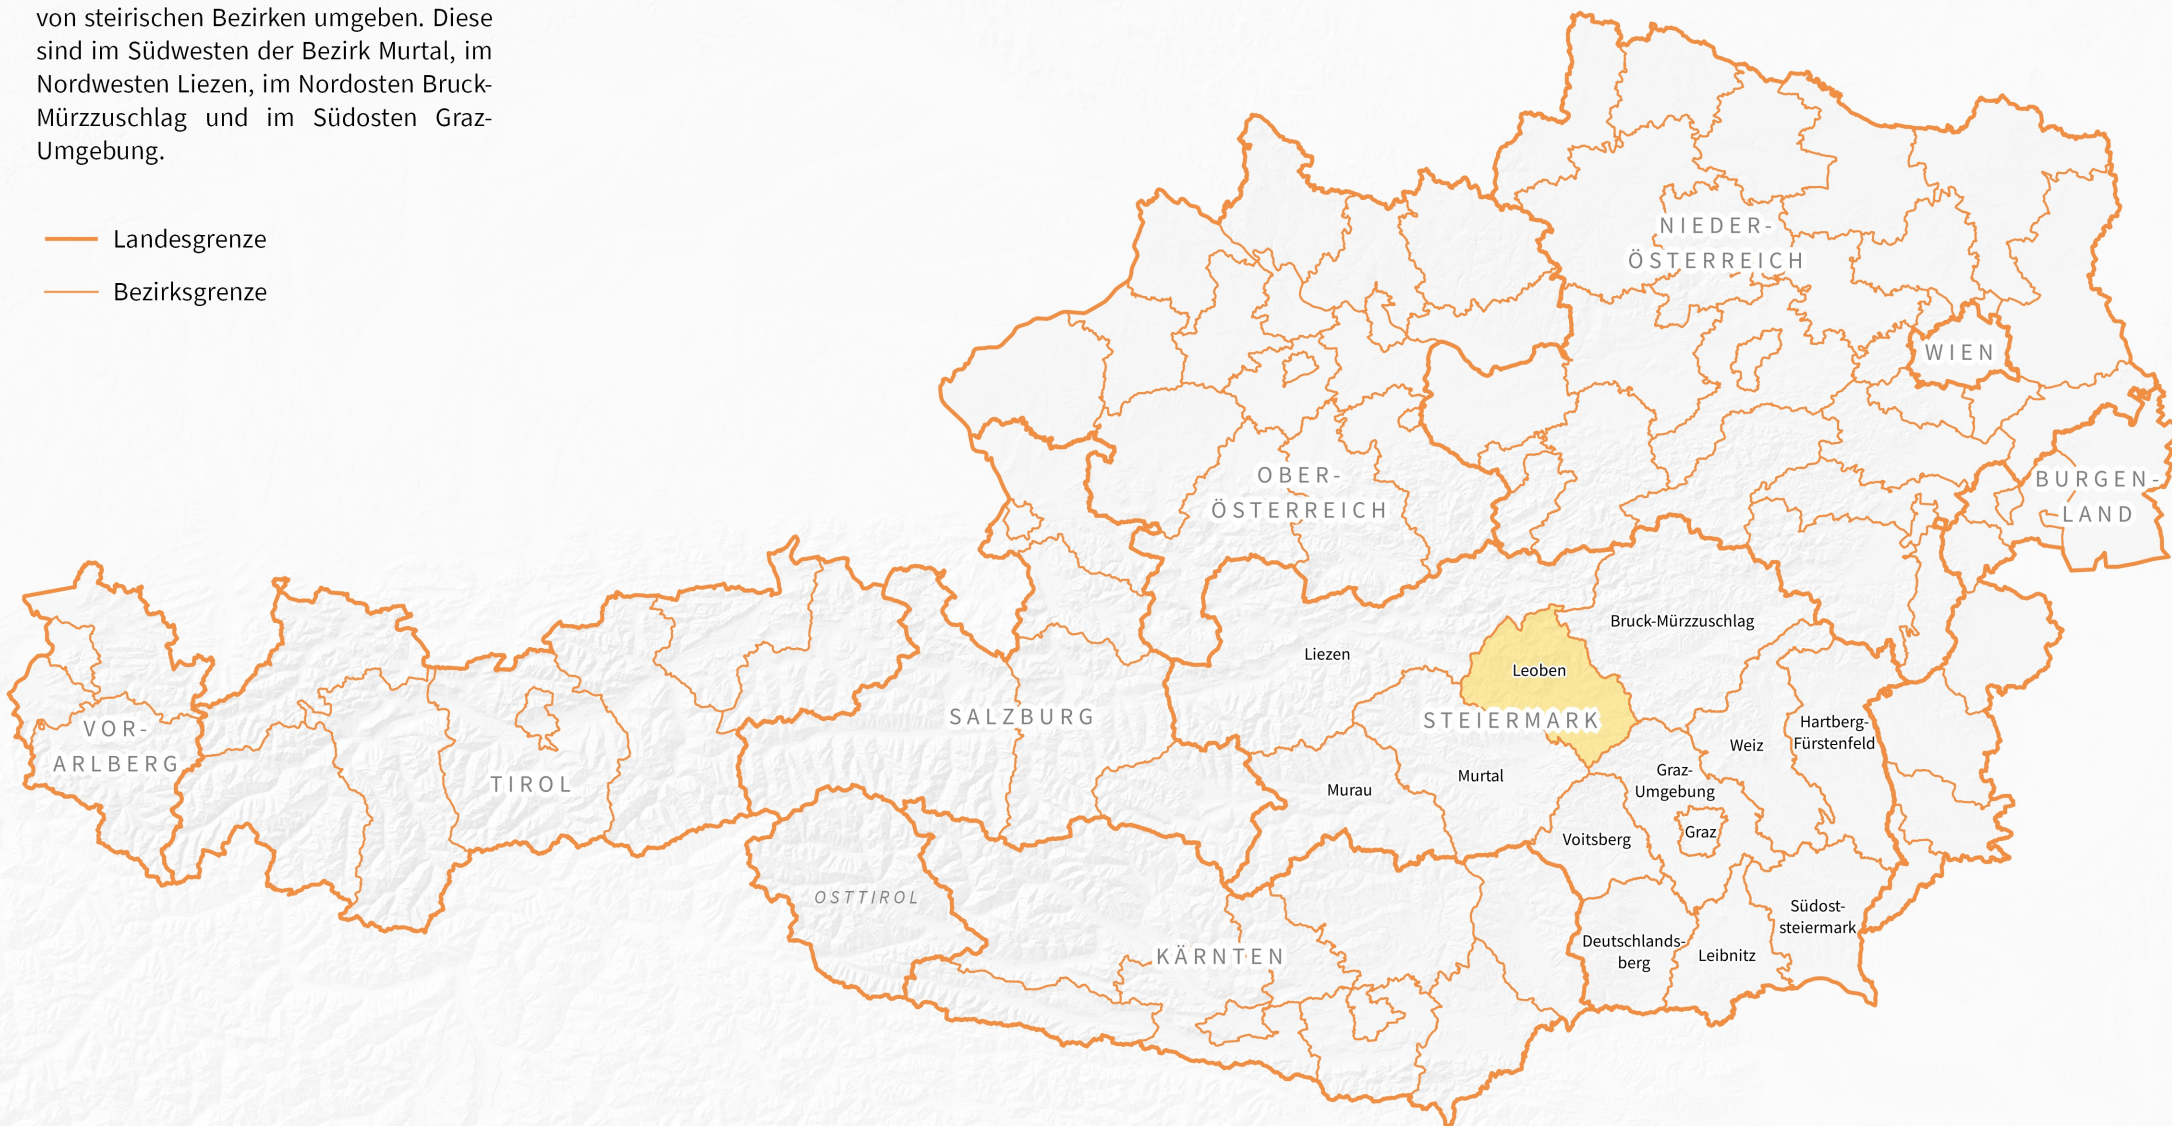 von steirischen Bezirken umgeben. Diese
sind im Südwesten der Bezirk Murtal, im
Nordwesten Liezen, im Nordosten Bruck-
Mürzzuschlag und im Südosten Graz-
Umgebung.
Landesgrenze
Bezirksgrenze
NIEDER-
ÖSTERREICH
WIEN
BURGEN-
LAND
OBER-
ÖSTERREICH
Bruck-Mürzzuschlag
Liezen
Leoben
STEIERMARK
SALZBURG
VOR-
ARLBERG
TIROL
Hartberg-
Fürstenfeld
Weiz
Murau
Murtal
Graz-
Umgebung
Graz
Voitsberg
OSTTIROL
KÄRNTEN
Südost-
steiermark
Deutschlands-
berg
Leibnitz